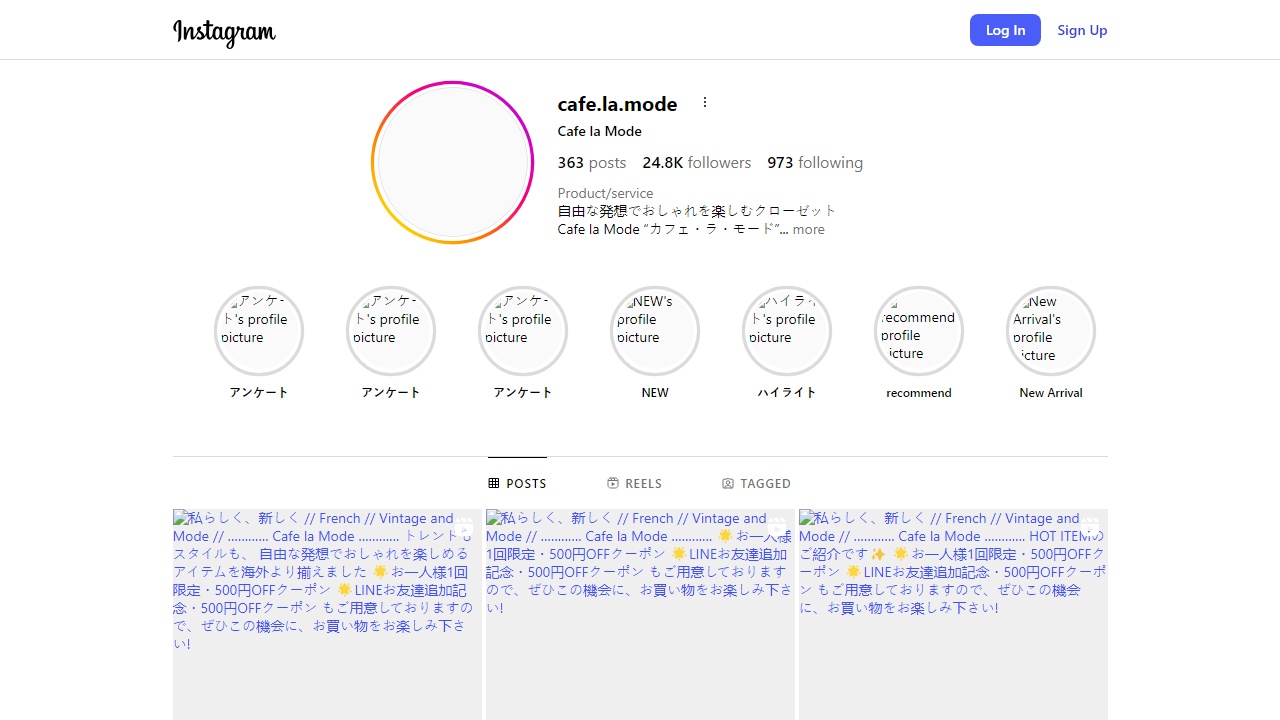 Instagram
Log In
Sign Up
cafe.la.mode
Cafe la Mode
363 posts 24.8K followers 973 following
Product/service
自由な発想でおしゃれを楽しむクローゼット
Cafe la Mode “カフェ・ラ・モード”... more
アンケー
ト's profile
picture
アンケート
アンケー
ト's profile
picture
アンケート
アンケー
ト's profile
picture
アンケート
NEW's
profile
picture
NEW
ハイライ
ト's profile
picture
ハイライト
recommend
profile
picture
recommend
New
Arrival's
profile
picture
New Arrival
POSTS
REELS
TAGGED
私らしく、新しく // French // Vintage and
Mode // ............ Cafe la Mode ............ トレンドも
スタイルも、 自由な発想でおしゃれを楽しめる
アイテムを海外より揃えました 🌟お一人様1回
限定・500円OFFクーポン 🌟LINEお友達追加記
念・500円OFFクーポン もご用意しておりますの
で、ぜひこの機会に、お買い物をお楽しみ下さ
い!
私らしく、新しく // French // Vintage and
Mode // ............ Cafe la Mode ............ 🌟お一人様
1回限定・500円OFFクーポン 🌟LINEお友達追加
記念・500円OFFクーポン もご用意しております
ので、ぜひこの機会に、お買い物をお楽しみ下さ
い!
私らしく、新しく // French // Vintage and
Mode // ............ Cafe la Mode ............ HOT ITEMの
ご紹介です✨ 🌟お一人様1回限定・500円OFFク
ーポン 🌟LINEお友達追加記念・500円OFFクーポ
ン もご用意しておりますので、ぜひこの機会
に、お買い物をお楽しみ下さい!